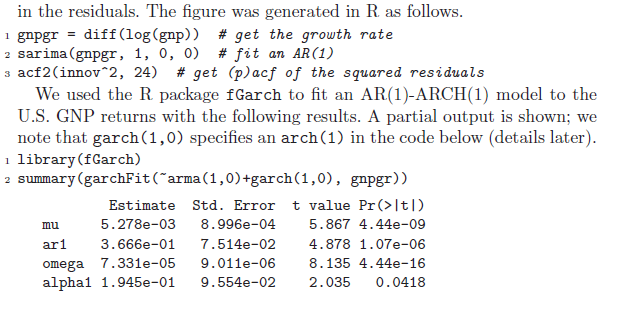 in the residuals. The figure was generated in R as follows.
1 gnpgr = diff(log(gnp)) # get the growth rate
2 sarima(gnpgr, 1, 0, 0) # fit an AR(1)
3 acf2(innov^2, 24) # get (p)acf of the squared residuals
We used the R package fGarch to fit an AR(1)-ARCH(1) model to the
U.S. GNP returns with the following results. A partial output is shown; we
note that garch(1,0) specifies an arch(1) in the code below (details later).
1 library(fGarch)
2 summary(garchFit(~arma(1,0)+garch(1,0), gnpgr))
Estimate Std. Error t value Pr(>|t|)
mu 5.278e-03 8.996e-04 5.867 4.44e-09
ar1 3.666e-01 7.514e-02 4.878 1.07e-06
omega 7.331e-05 9.011e-06 8.135 4.44e-16
alpha1 1.945e-01 9.554e-02 2.035 0.0418